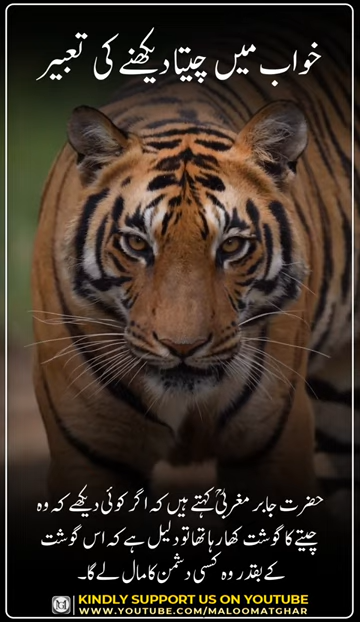 خواب میں چیتا دیکھنے کی تعبیر
حضرت جابر مغربیؒ کہتے ہیں کہ اگر کوئی دیکھے کہ وہ
چیتے کا گوشت کھا رہا تھا تو دلیل ہے کہ اس گوشت
کے بقدر وہ کسی دشمن کا مال لے گا۔
KINDLY SUPPORT US ON YOUTUBE
WWW.YOUTUBE.COM/MALOOMATGHAR